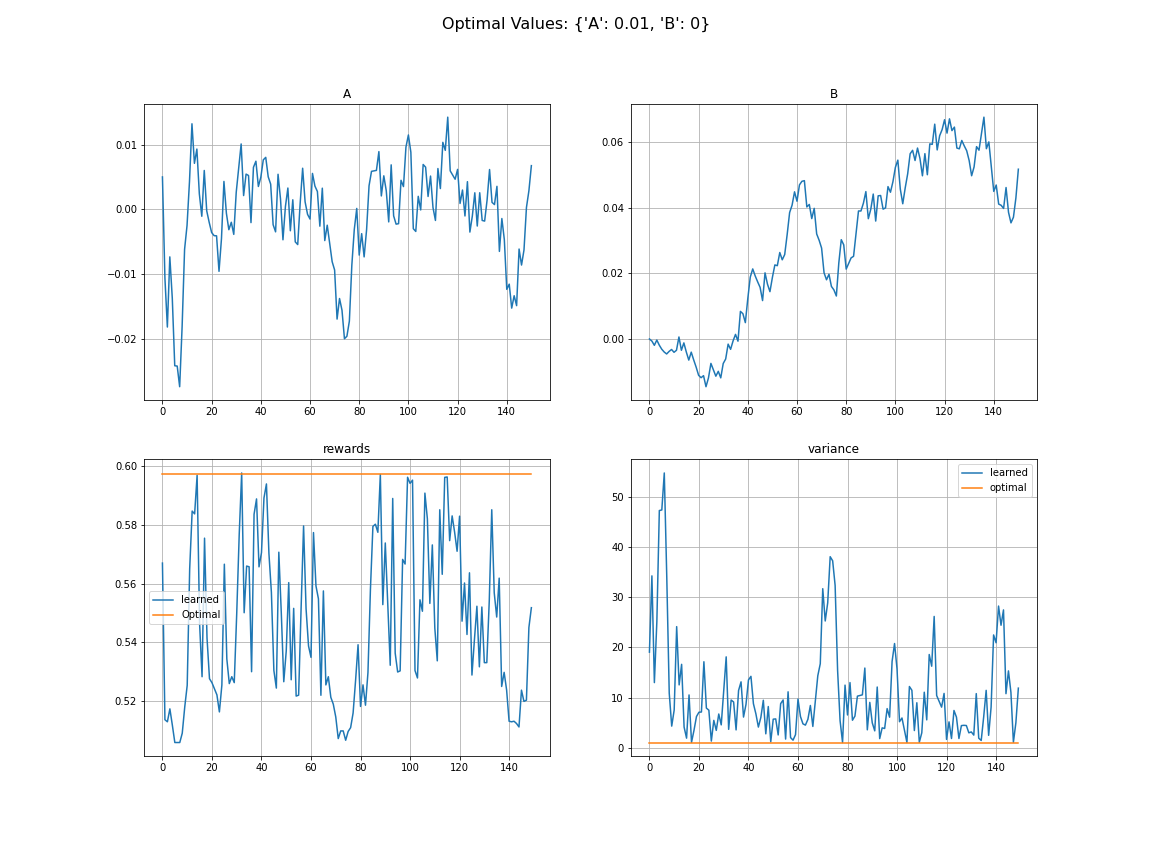 Optimal Values: {'A': 0.01, 'B': 0}
A
0.01
0.00
−0.01
−0.02
0 20 40 60 80 100 120 140
B
0.06
0.04
0.02
0.00
0 20 40 60 80 100 120 140
rewards
0.60
0.58
0.56
0.54
0.52
learned
Optimal
0 20 40 60 80 100 120 140
variance
50
40
30
20
10
0
learned
optimal
0 20 40 60 80 100 120 140